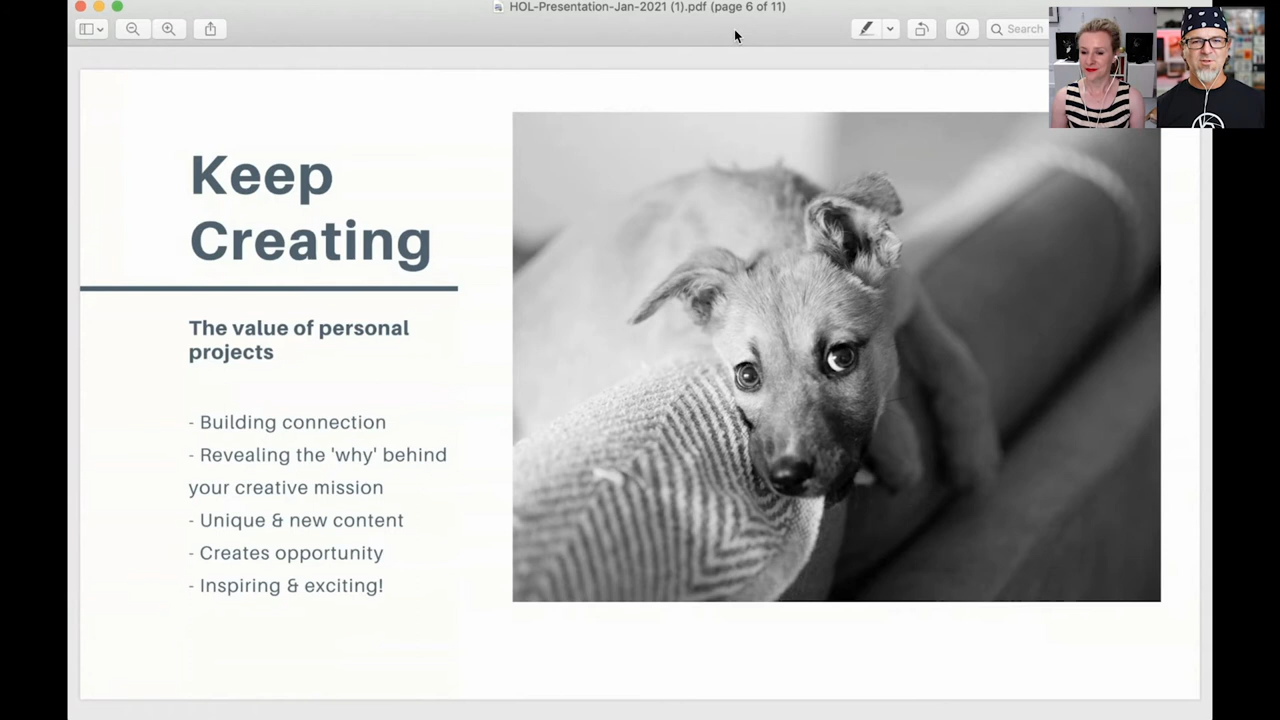 HOL-Presentation-Jan-2021 (1).pdf (page 6 of 11)
Search
Keep
Creating
The value of personal
projects
- Building connection
- Revealing the 'why' behind
your creative mission
- Unique & new content
- Creates opportunity
- Inspiring & exciting!